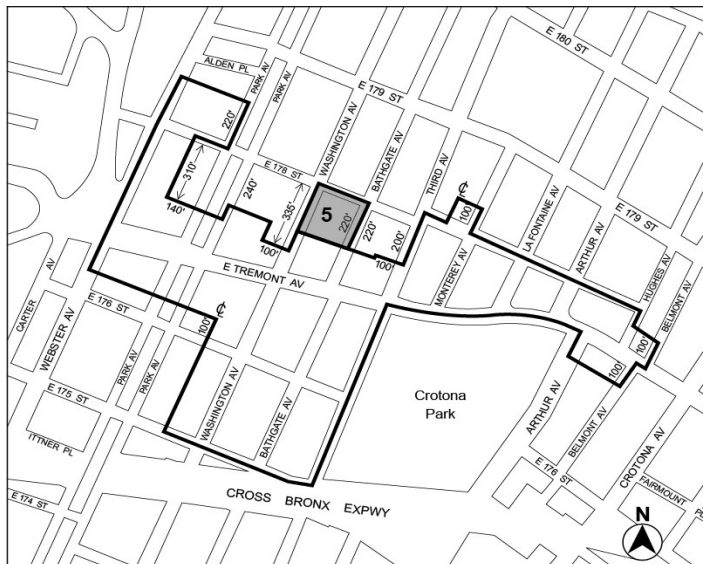 E 180 ST
ALDEN PL
PARK AV
PARK AV
220'
E 179 ST
WASHINGTON AV
BATHGATE AV
THIRD AV
E 178 ST
310'
240'
335'
5
220'
220'
200'
100'
℄
140'
100'
100'
LA FONTAINE AV
ARTHUR AV
E 179 ST
HUGHES AV
BELMONT AV
E TREMONT AV
MONTEREY AV
CARTER AV
WEBSTER AV
E 176 ST
100'
℄
100'
100'
PARK AV
PARK AV
E 175 ST
ITTNER PL
WASHINGTON AV
BATHGATE AV
Crotona
Park
ARTHUR AV
BELMONT AV
CROTONA AV
E 176 ST
FAIRMOUNT PL
E 174 ST
CROSS BRONX EXPWY
N